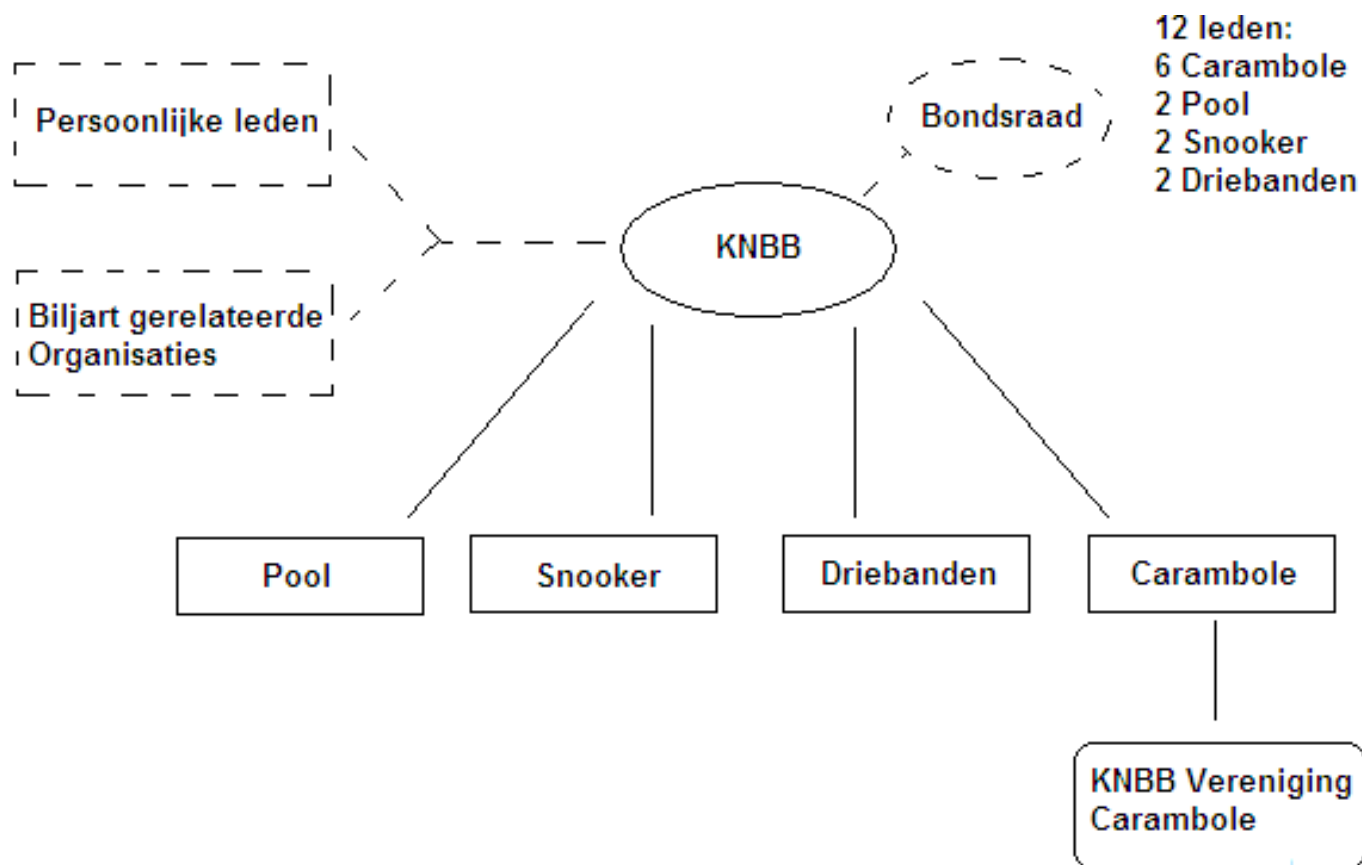 12 leden:
6 Carambole
2 Pool
2 Snooker
2 Driebanden
Persoonlijke leden
Bondsraad
KNBB
Biljart gerelateerde
Organisaties
Pool
Snooker
Driebanden
Carambole
KNBB Vereniging
Carambole